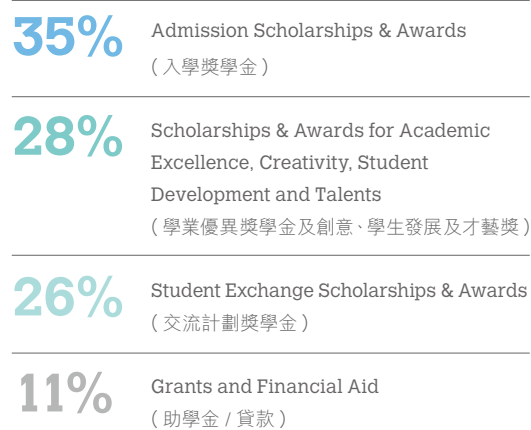 35%
Admission Scholarships & Awards
( 入學獎學金 )
28%
Scholarships & Awards for Academic
Excellence, Creativity, Student
Development and Talents
( 學業優異獎學金及創意、學生發展及才藝獎 )
26%
Student Exchange Scholarships & Awards
( 交流計劃獎學金 )
11%
Grants and Financial Aid
( 助學金 / 貸款 )